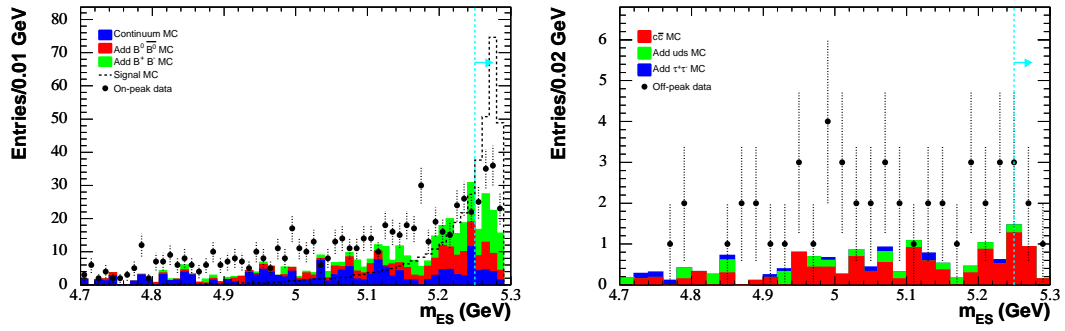 Entries/0.01 GeV
80
70
60
50
40
30
20
10
0
Continuum MC
Add B⁰ B̅⁰ MC
Add B⁺ B⁻ MC
Signal MC
On-peak data
4.7 4.8 4.9 5 5.1 5.2 5.3
m_ES (GeV)
Entries/0.02 GeV
6
5
4
3
2
1
0
cc̅ MC
Add uds MC
Add τ⁺τ⁻ MC
Off-peak data
4.7 4.8 4.9 5 5.1 5.2 5.3
m_ES (GeV)